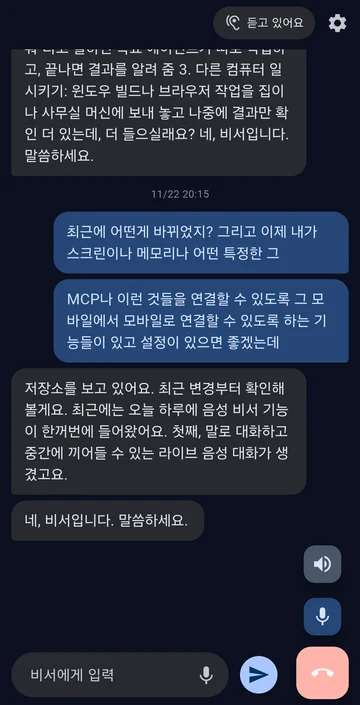 듣고 있어요
고, 끝나면 결과를 알려 줌 3. 다른 컴퓨터 일
시키기: 윈도우 빌드나 브라우저 작업을 집이
나 사무실 머신에 보내 놓고 나중에 결과만 확
인 더 있는데, 더 들으실래요? 네, 비서입니다.
말씀하세요.
11/22 20:15
최근에 어떤게 바뀌었지? 그리고 이제 내가
스크린이나 메모리나 어떤 특정한 그
MCP나 이런 것들을 연결할 수 있도록 그 모
바일에서 모바일로 연결할 수 있도록 하는 기
능들이 있고 설정이 있으면 좋겠는데
저장소를 보고 있어요. 최근 변경부터 확인해
볼게요. 최근에는 오늘 하루에 음성 비서 기능
이 한꺼번에 들어왔어요. 첫째, 말로 대화하고
중간에 끼어들 수 있는 라이브 음성 대화가 생
겼고요.
네, 비서입니다. 말씀하세요.
비서에게 입력